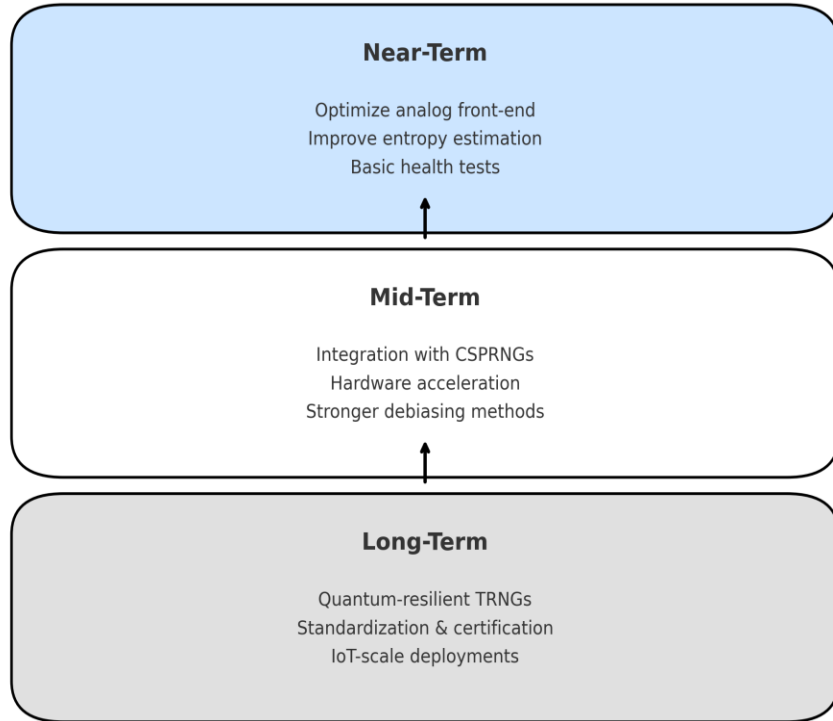 Near-Term
Optimize analog front-end
Improve entropy estimation
Basic health tests
Mid-Term
Integration with CSPRNGs
Hardware acceleration
Stronger debiasing methods
Long-Term
Quantum-resilient TRNGs
Standardization & certification
IoT-scale deployments